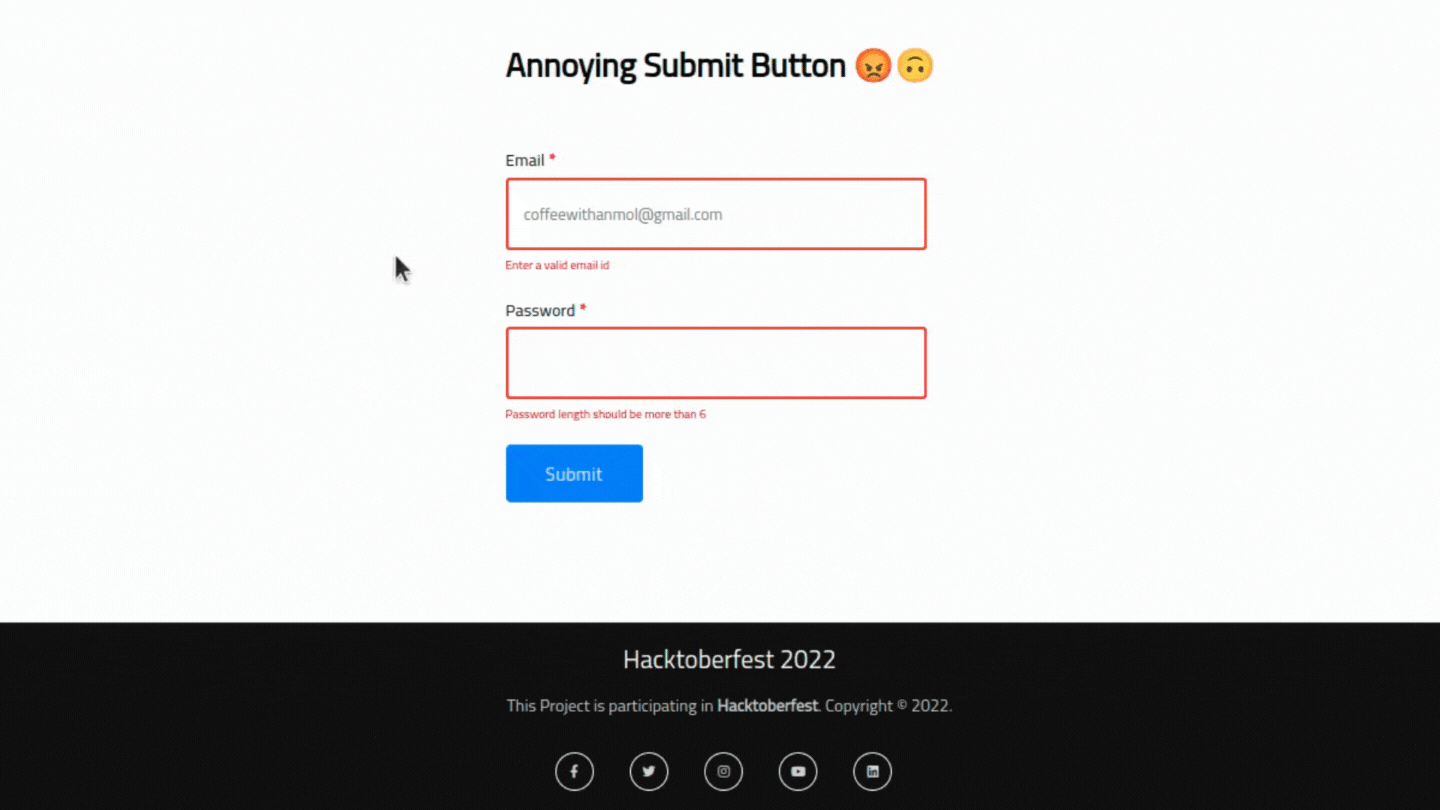 Annoying Submit Button 😡🙃
Email *
coffeewithanmol@gmail.com
Enter a valid email id
Password *
Password length should be more than 6
Submit
Hacktoberfest 2022
This Project is participating in Hacktoberfest. Copyright © 2022.